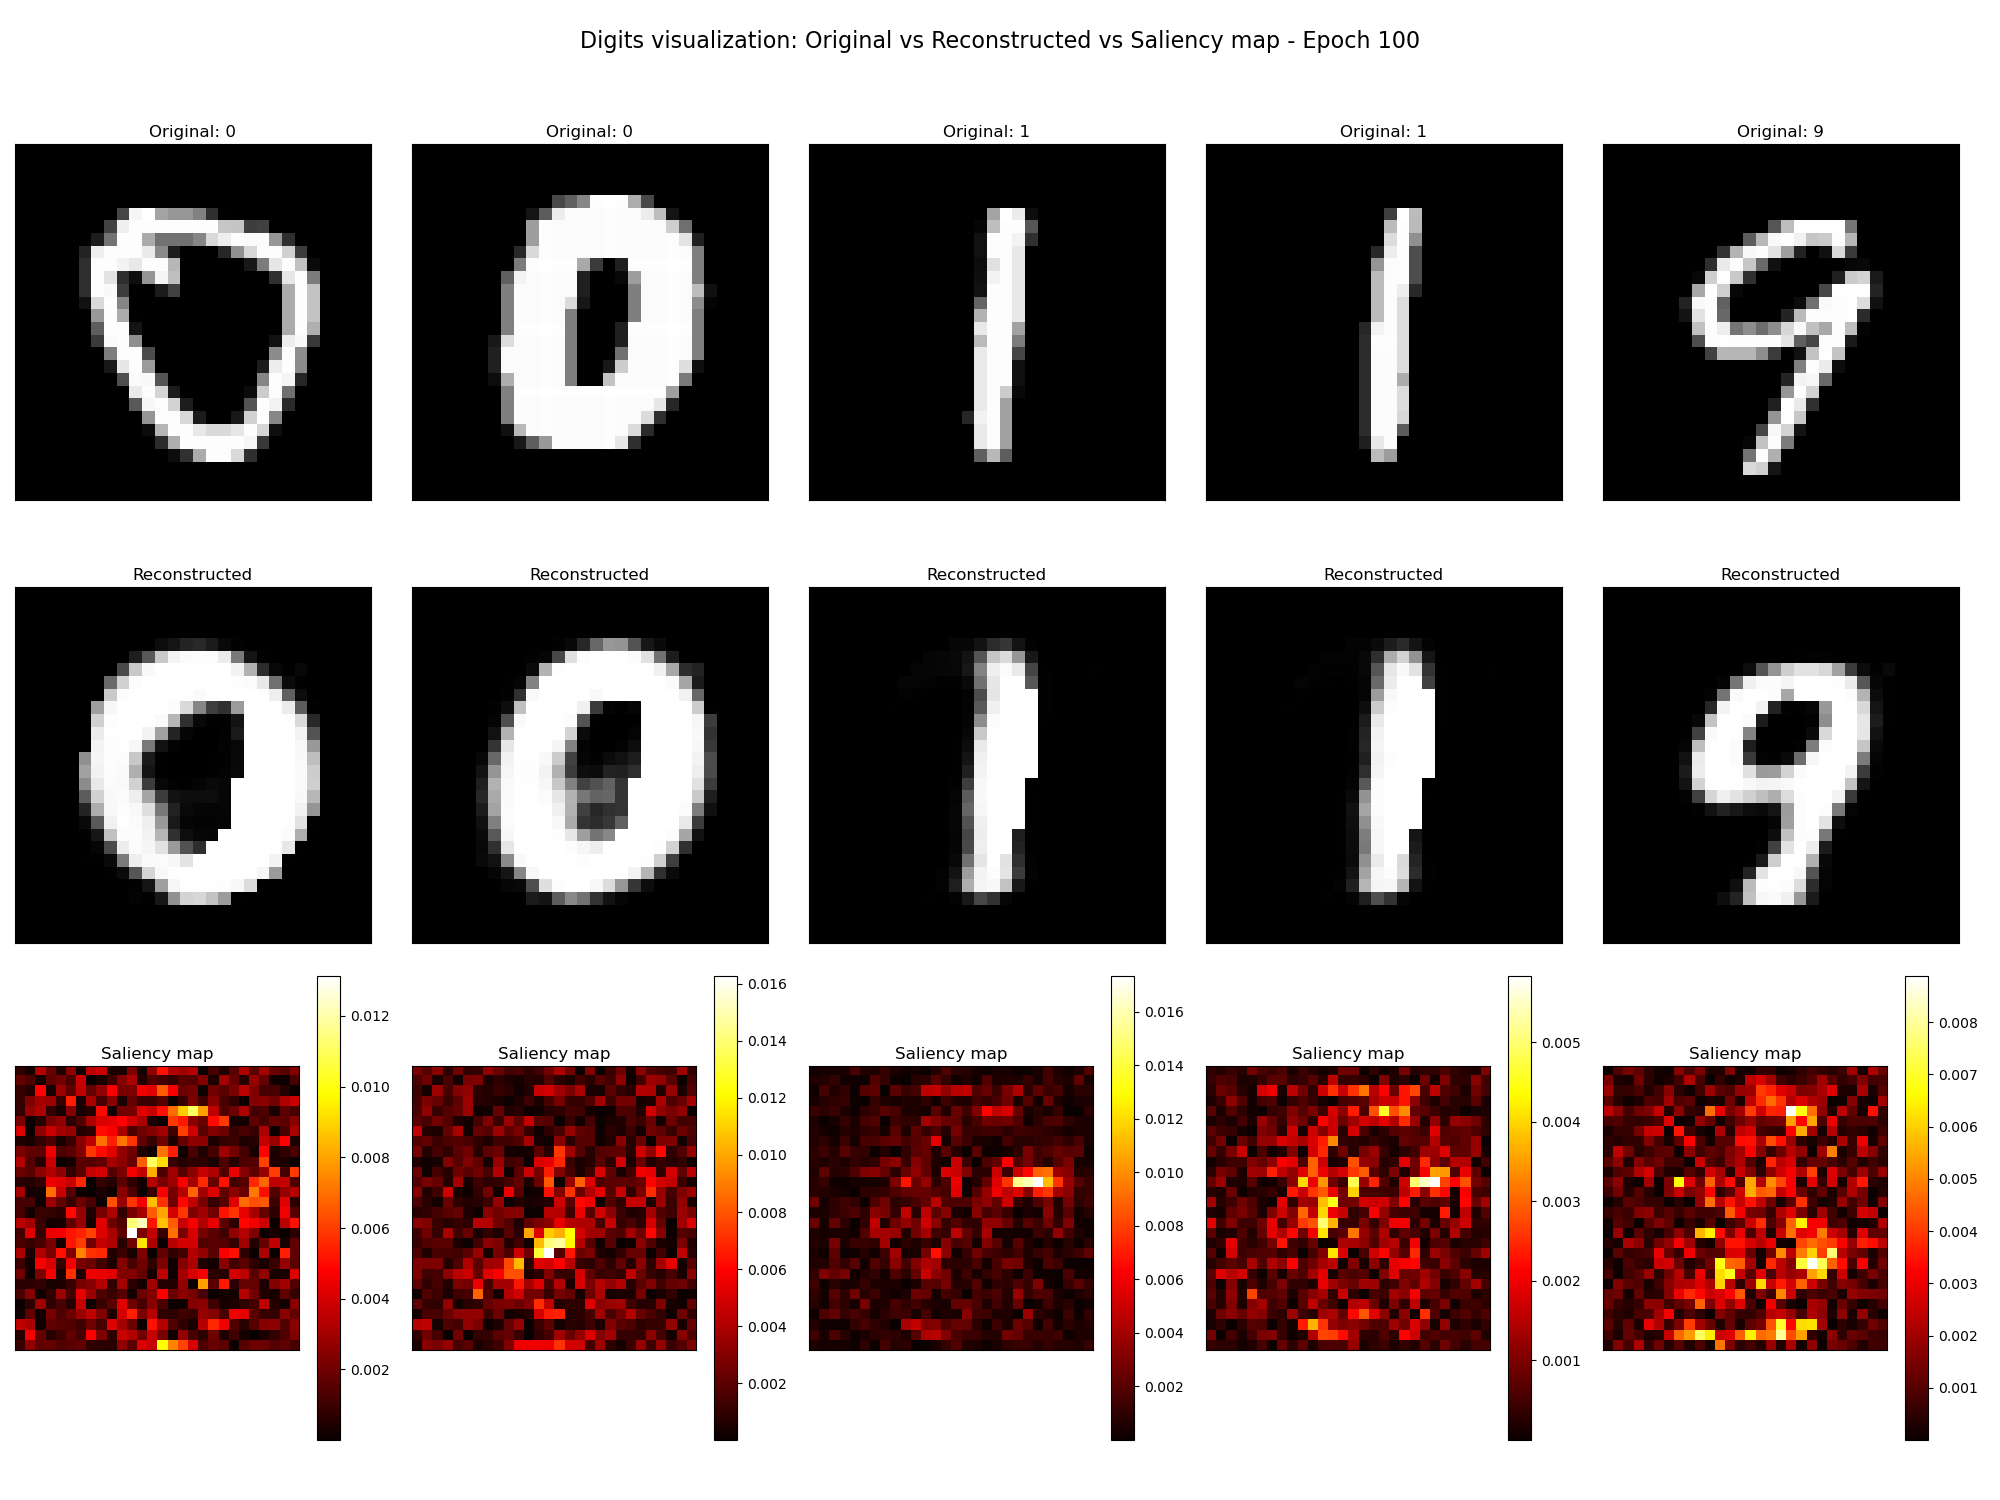 Digits visualization: Original vs Reconstructed vs Saliency map - Epoch 100
Original: 0
Original: 0
Original: 1
Original: 1
Original: 9
Reconstructed
Reconstructed
Reconstructed
Reconstructed
Reconstructed
Saliency map
0.012
0.010
0.008
0.006
0.004
0.002
Saliency map
0.016
0.014
0.012
0.010
0.008
0.006
0.004
0.002
Saliency map
0.016
0.014
0.012
0.010
0.008
0.006
0.004
0.002
Saliency map
0.005
0.004
0.003
0.002
0.001
Saliency map
0.008
0.007
0.006
0.005
0.004
0.003
0.002
0.001